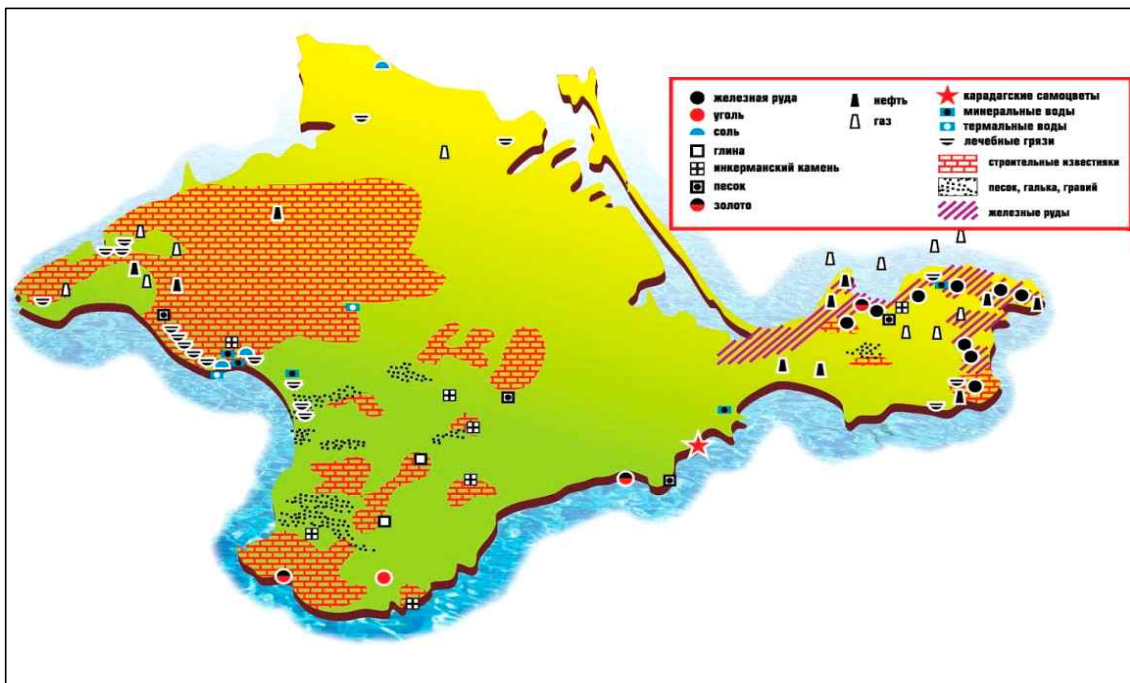 железная руда
уголь
соль
глина
инкерманский камень
песок
золото
нефть
газ
карадагские самоцветы
минеральные воды
термальные воды
лечебные грязи
строительные известняки
песок, галька, гравий
железные руды